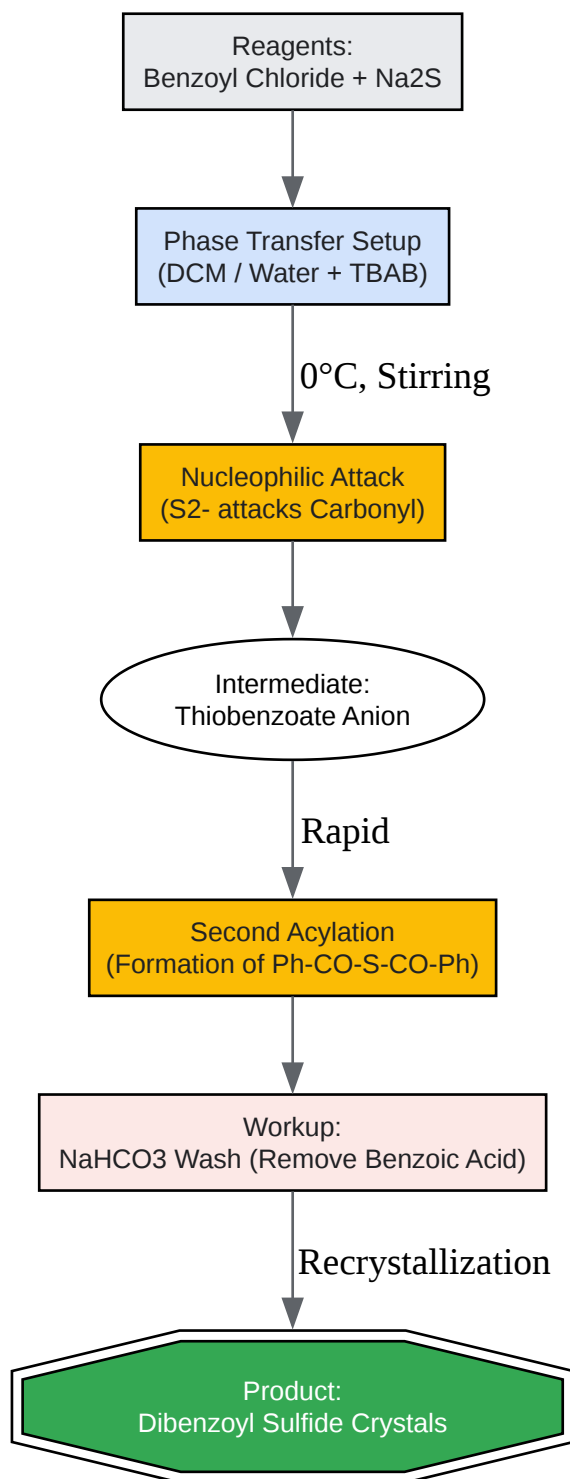 Reagents:
Benzoyl Chloride + Na2S
Phase Transfer Setup
(DCM / Water + TBAB)
0°C, Stirring
Nucleophilic Attack
(S2- attacks Carbonyl)
Intermediate:
Thiobenzoate Anion
Rapid
Second Acylation
(Formation of Ph-CO-S-CO-Ph)
Workup:
NaHCO3 Wash (Remove Benzoic Acid)
Recrystallization
Product:
Dibenzoyl Sulfide Crystals